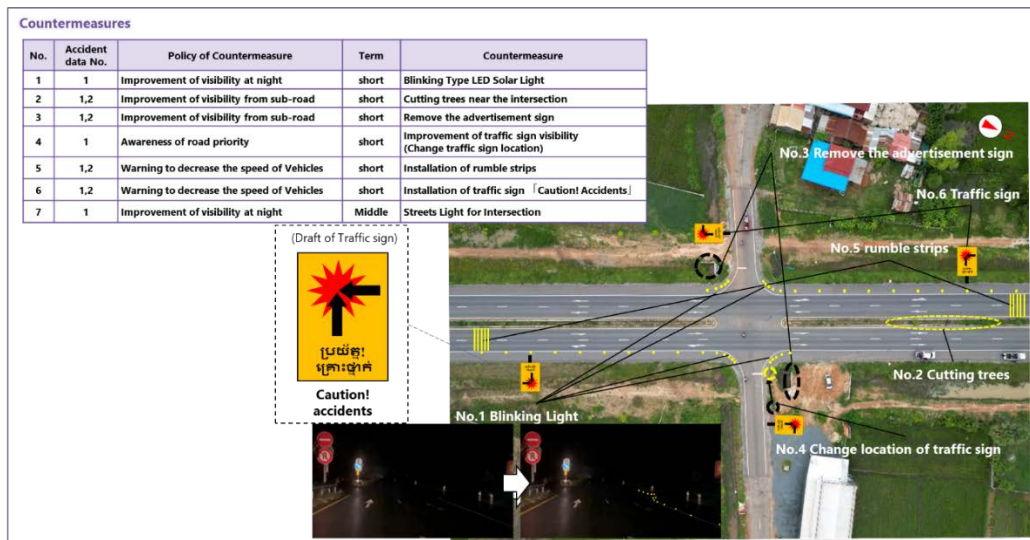 Countermeasures
No. Accident data No. Policy of Countermeasure Term Countermeasure
1 1 Improvement of visibility at night short Blinking Type LED Solar Light
2 1,2 Improvement of visibility from sub-road short Cutting trees near the intersection
3 1,2 Improvement of visibility from sub-road short Remove the advertisement sign
4 1 Awareness of road priority short Improvement of traffic sign visibility
(Change traffic sign location)
5 1,2 Warning to decrease the speed of Vehicles short Installation of rumble strips
6 1,2 Warning to decrease the speed of Vehicles short Installation of traffic sign 「Caution! Accidents」
7 1 Improvement of visibility at night Middle Streets Light for Intersection
(Draft of Traffic sign)
ប្រយ័ត្ន!
គ្រោះថ្នាក់
Caution!
accidents
No.3 Remove the advertisement sign
No.6 Traffic sign
No.5 rumble strips
No.2 Cutting trees
No.1 Blinking Light
No.4 Change location of traffic sign